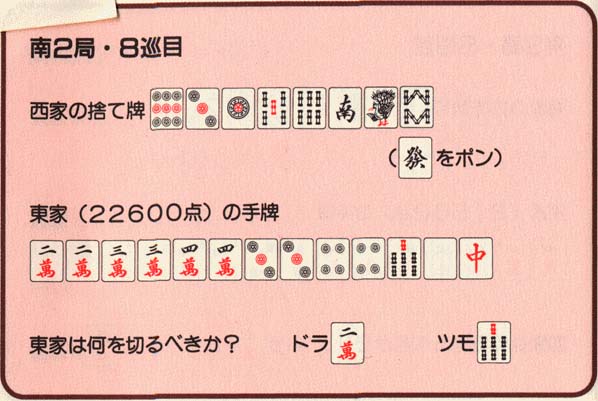 南2局・8巡目
西家の捨て牌 南
(發をポン)
東家(22600点)の手牌
二萬 二萬 三萬 三萬 四萬 四萬 中
東家は何を切るべきか? ドラ 二萬 ツモ